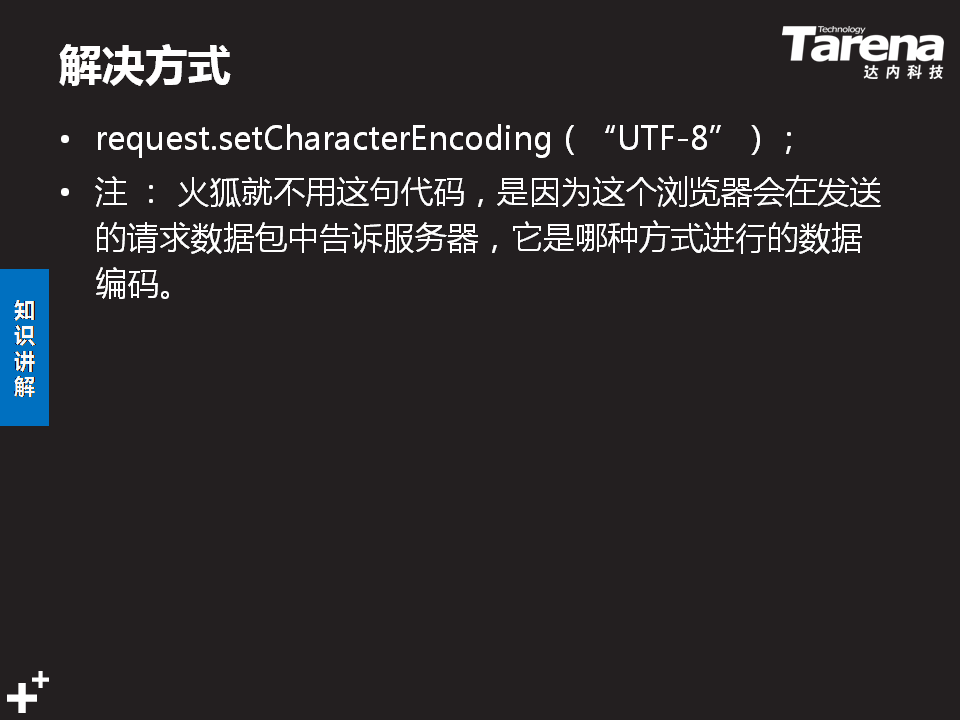 解决方式
Technology
Tarena
达内科技
• request.setCharacterEncoding（ “UTF-8” ）；
• 注 ： 火狐就不用这句代码，是因为这个浏览器会在发送
的请求数据包中告诉服务器，它是哪种方式进行的数据
编码。
知
识
讲
解